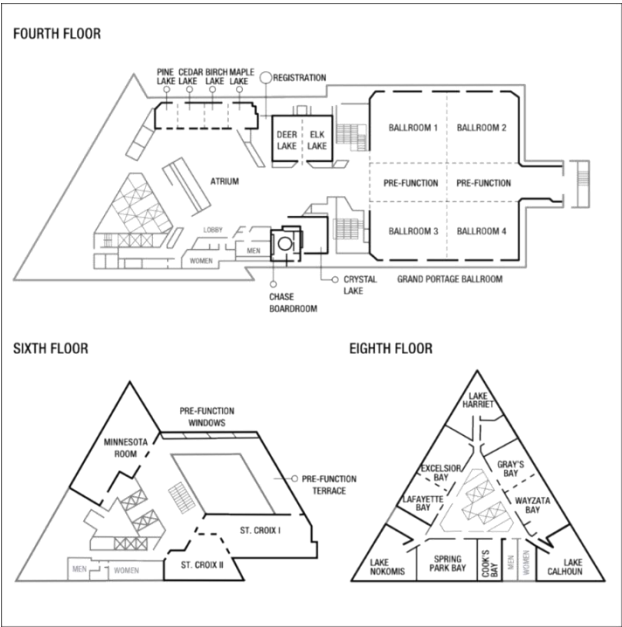 FOURTH FLOOR
PINE LAKE
CEDAR LAKE
BIRCH LAKE
MAPLE LAKE
REGISTRATION
DEER LAKE
ELK LAKE
BALLROOM 1
BALLROOM 2
ATRIUM
PRE-FUNCTION
PRE-FUNCTION
LOBBY
BALLROOM 3
BALLROOM 4
MEN
WOMEN
CRYSTAL LAKE
GRAND PORTAGE BALLROOM
CHASE BOARDROOM
SIXTH FLOOR
PRE-FUNCTION WINDOWS
MINNESOTA ROOM
PRE-FUNCTION TERRACE
ST. CROIX I
ST. CROIX II
MEN
WOMEN
EIGHTH FLOOR
LAKE HARRIET
EXCELSIOR BAY
GRAY'S BAY
LAFAYETTE BAY
WAYZATA BAY
LAKE NOKOMIS
SPRING PARK BAY
COOK'S BAY
MEN
WOMEN
LAKE CALHOUN